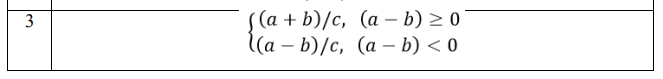 3
{(a + b)/c, (a − b) ≥ 0
(a − b)/c, (a − b) < 0